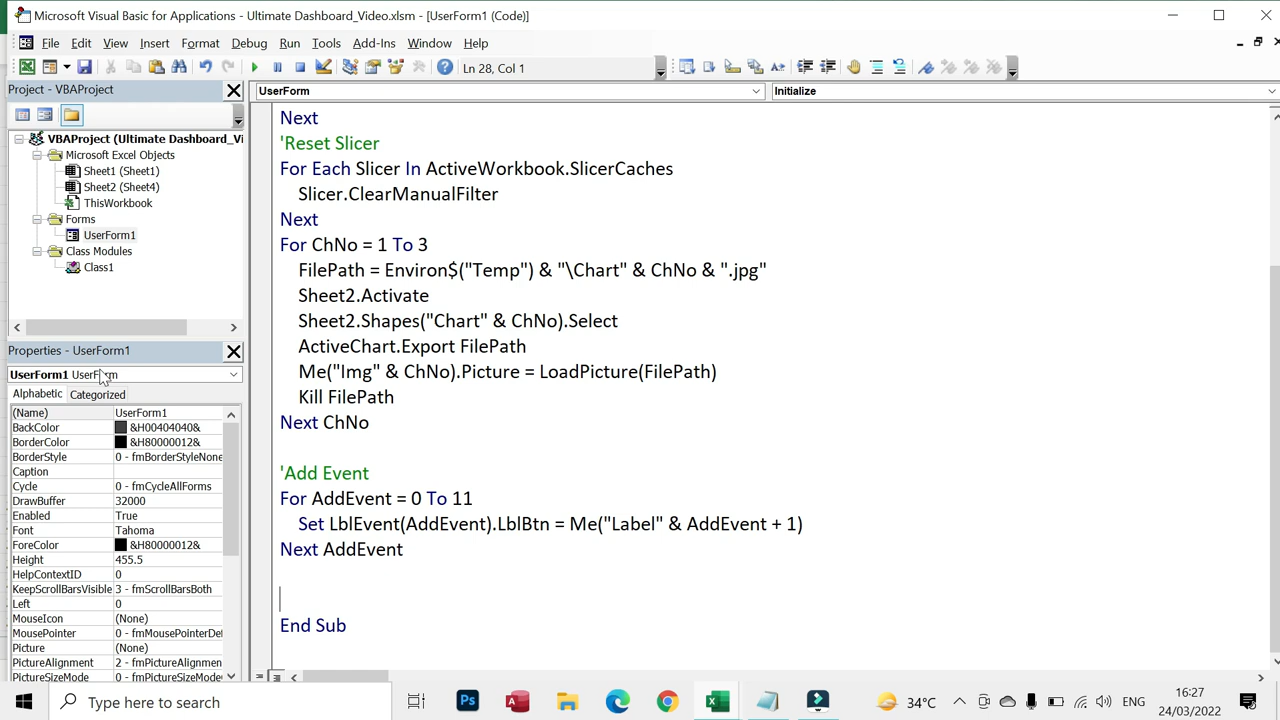 Microsoft Visual Basic for Applications - Ultimate Dashboard_Video.xlsm - [UserForm1 (Code)]
File Edit View Insert Format Debug Run Tools Add-Ins Window Help
Ln 28, Col 1
Project - VBAProject
UserForm
Initialize
VBAProject (Ultimate Dashboard_Vi
Microsoft Excel Objects
Sheet1 (Sheet1)
Sheet2 (Sheet4)
ThisWorkbook
Forms
UserForm1
Class Modules
Class1
Properties - UserForm1
UserForm1 UserForm
Alphabetic Categorized
(Name) UserForm1
BackColor &H00404040&
BorderColor &H80000012&
BorderStyle 0 - fmBorderStyleNone
Caption
Cycle 0 - fmCycleAllForms
DrawBuffer 32000
Enabled True
Font Tahoma
ForeColor &H80000012&
Height 455.5
HelpContextID 0
KeepScrollBarsVisible 3 - fmScrollBarsBoth
Left 0
MouseIcon (None)
MousePointer 0 - fmMousePointerDe
Picture (None)
PictureAlignment 2 - fmPictureAlignmen
PictureSizeMode 0 - fmPictureSizeMode
Next
'Reset Slicer
For Each Slicer In ActiveWorkbook.SlicerCaches
Slicer.ClearManualFilter
Next
For ChNo = 1 To 3
FilePath = Environ$("Temp") & "\Chart" & ChNo & ".jpg"
Sheet2.Activate
Sheet2.Shapes("Chart" & ChNo).Select
ActiveChart.Export FilePath
Me("Img" & ChNo).Picture = LoadPicture(FilePath)
Kill FilePath
Next ChNo
'Add Event
For AddEvent = 0 To 11
Set LblEvent(AddEvent).LblBtn = Me("Label" & AddEvent + 1)
Next AddEvent
End Sub
Type here to search
Ps
34°C
ENG
16:27
24/03/2022